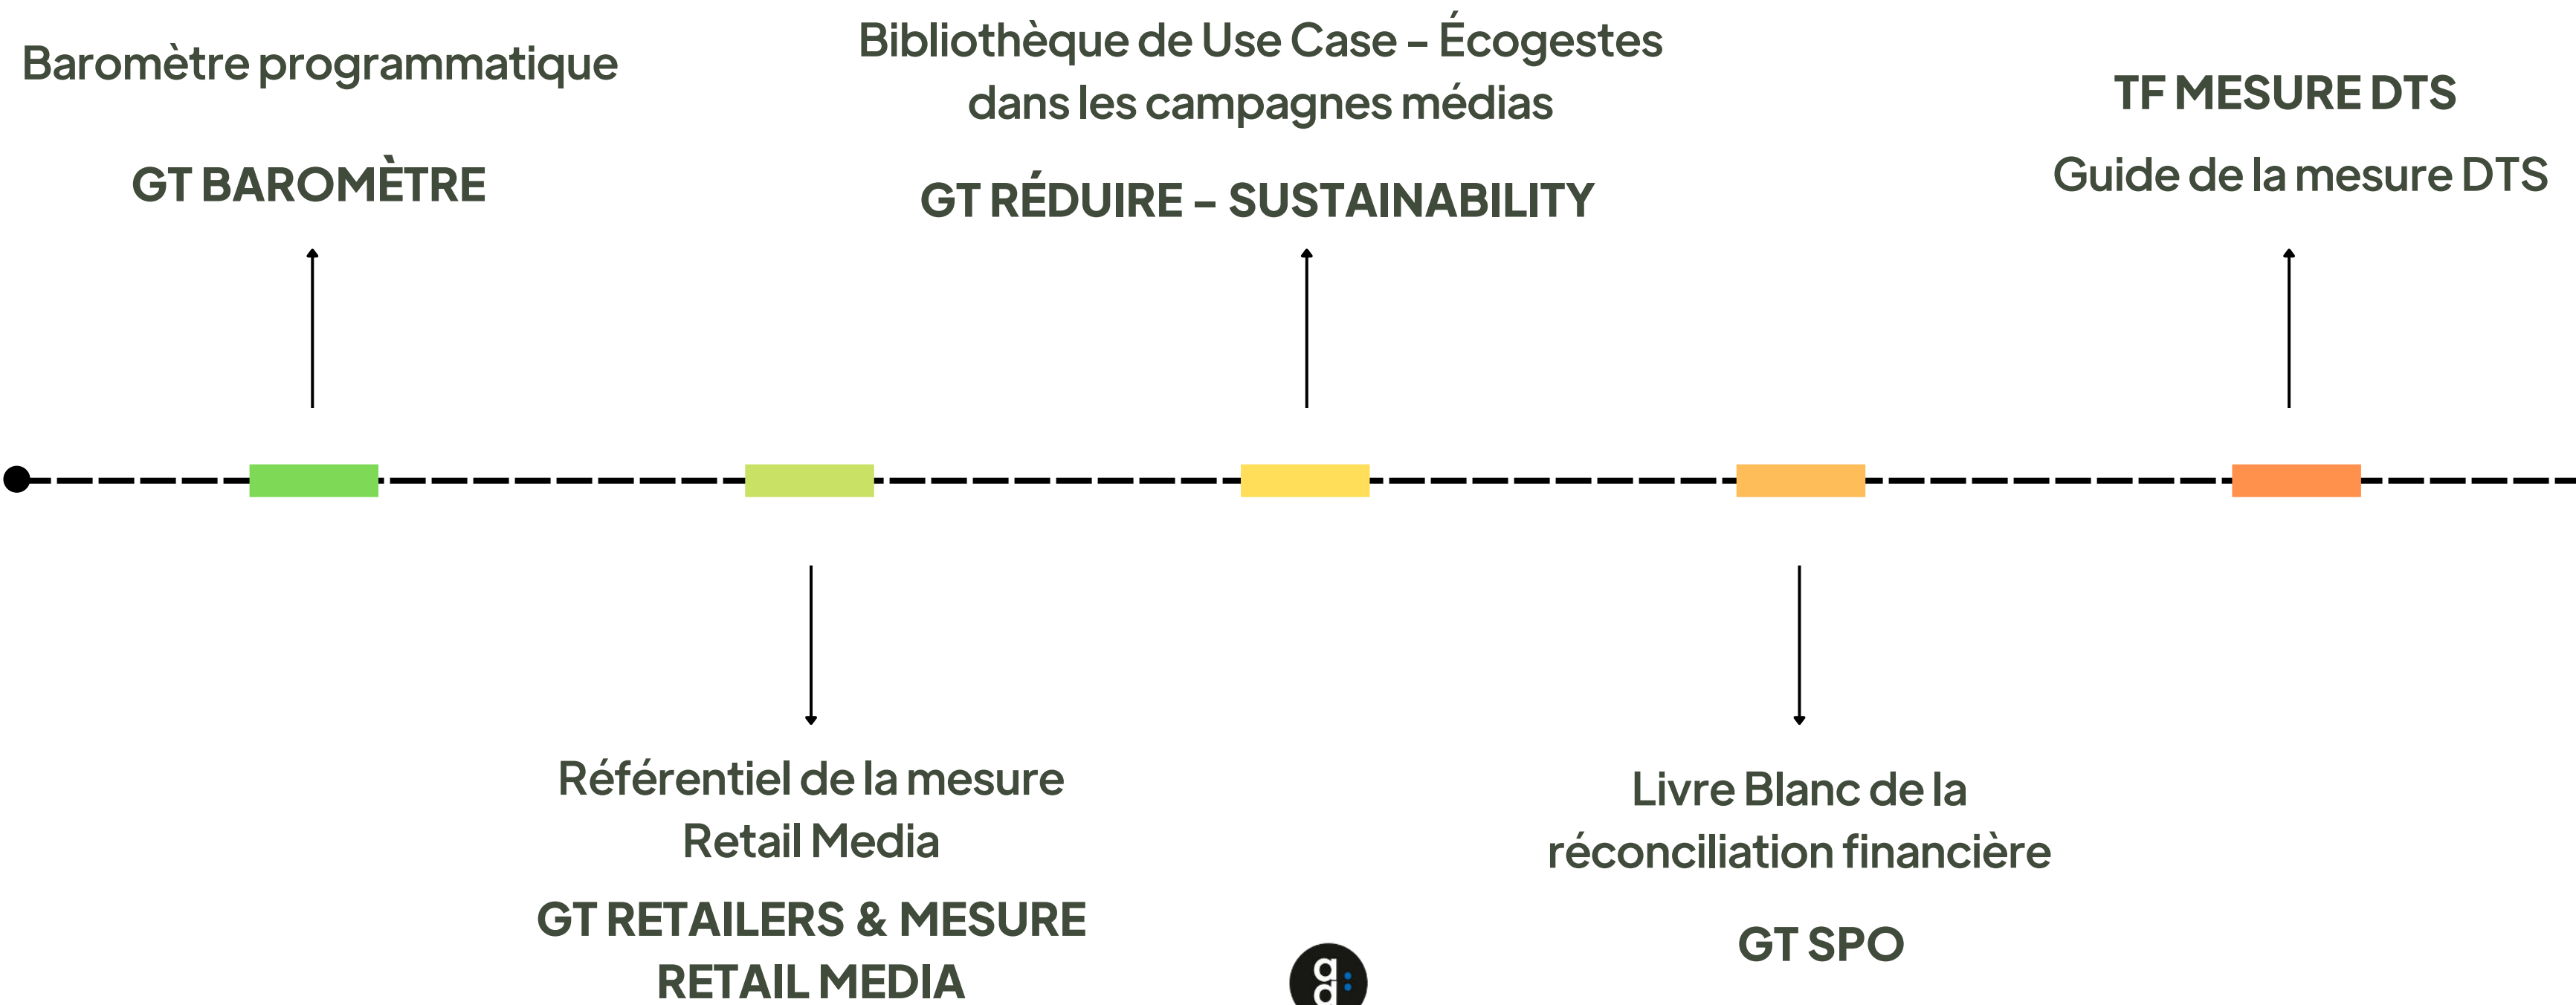 Baromètre programmatique
GT BAROMÈTRE
Bibliothèque de Use Case – Écogestes
dans les campagnes médias
GT RÉDUIRE – SUSTAINABILITY
TF MESURE DTS
Guide de la mesure DTS
Référentiel de la mesure
Retail Media
GT RETAILERS & MESURE
RETAIL MEDIA
Livre Blanc de la
réconciliation financière
GT SPO